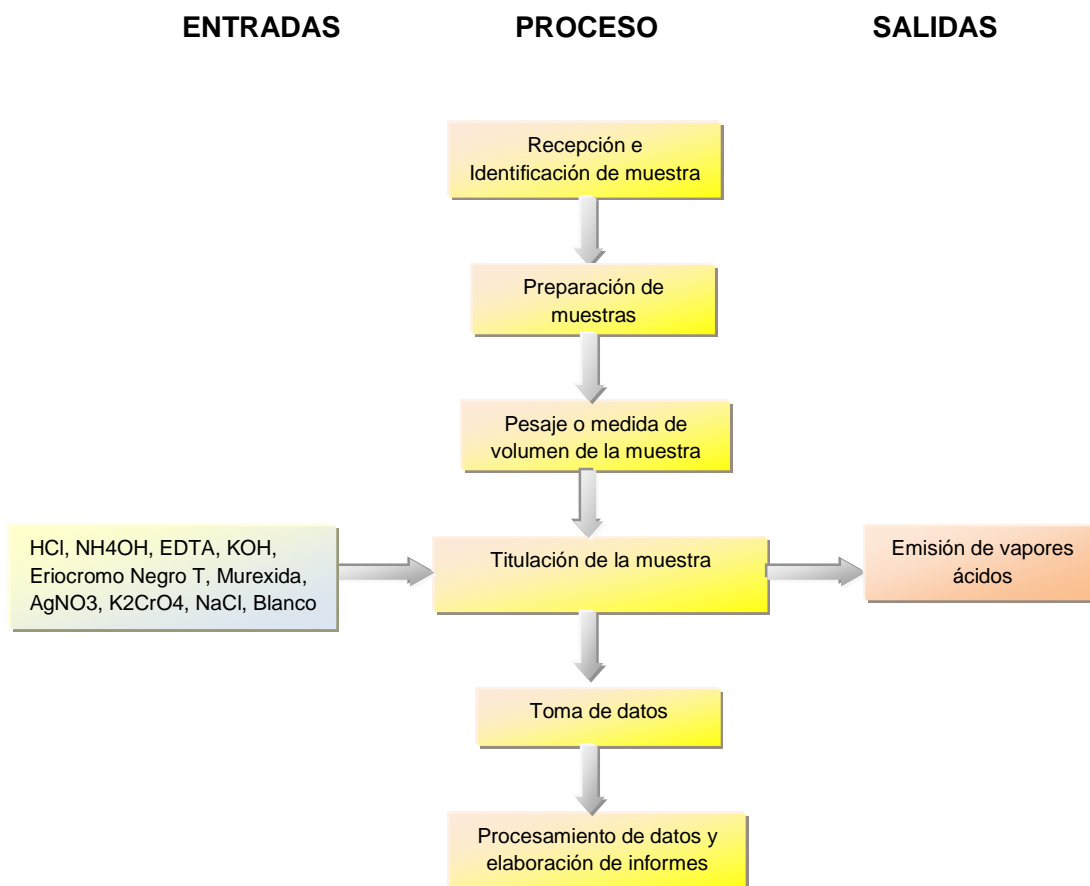 ENTRADAS PROCESO SALIDAS
Recepción e
Identificación de muestra
Preparación de
muestras
Pesaje o medida de
volumen de la muestra
HCl, NH4OH, EDTA, KOH,
Eriocromo Negro T, Murexida,
AgNO3, K2CrO4, NaCl, Blanco
Titulación de la muestra
Emisión de vapores
ácidos
Toma de datos
Procesamiento de datos y
elaboración de informes